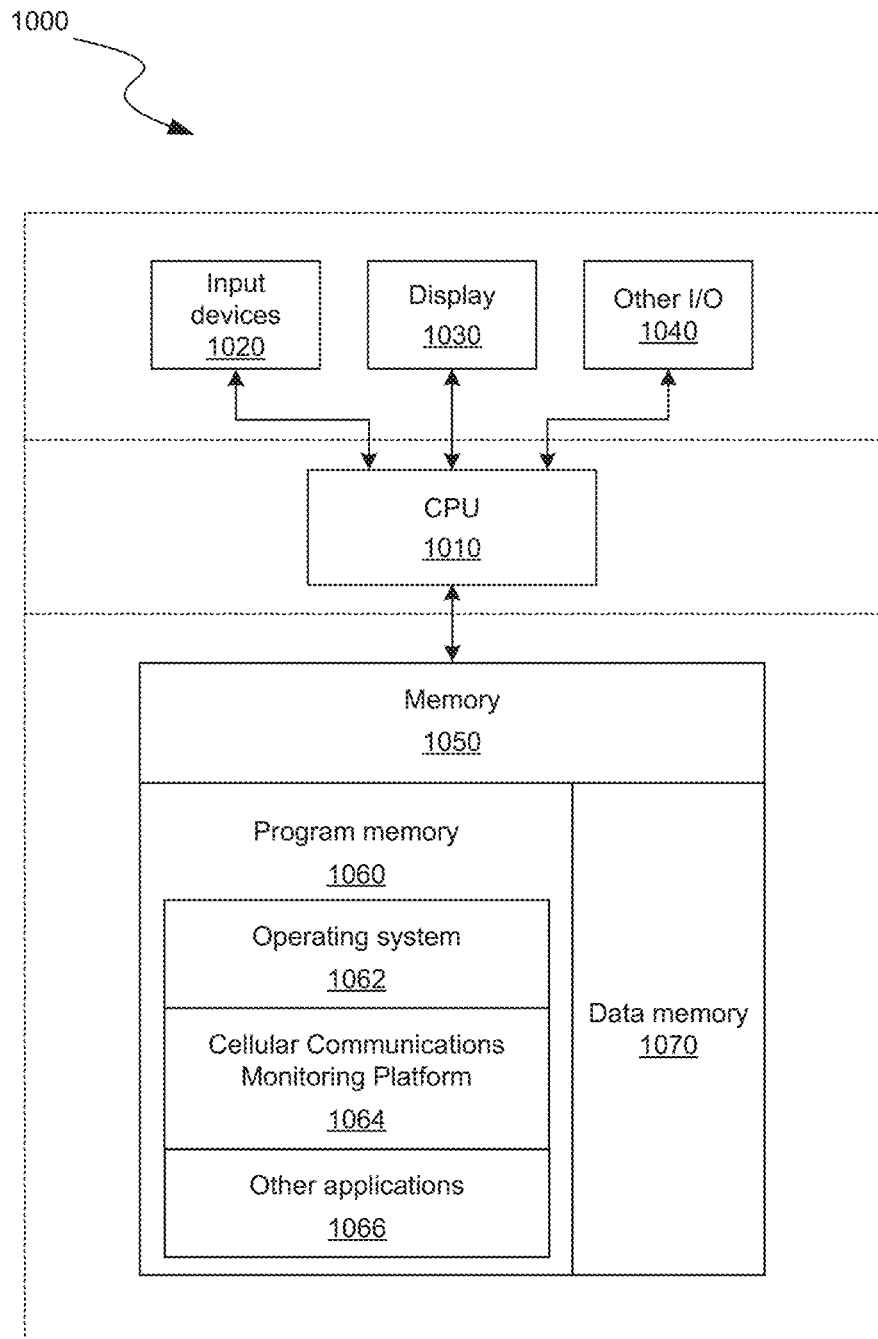 1000
Input
devices
1020
Display
1030
Other I/O
1040
CPU
1010
Memory
1050
Program memory
1060
Operating system
1062
Cellular Communications
Monitoring Platform
1064
Other applications
1066
Data memory
1070